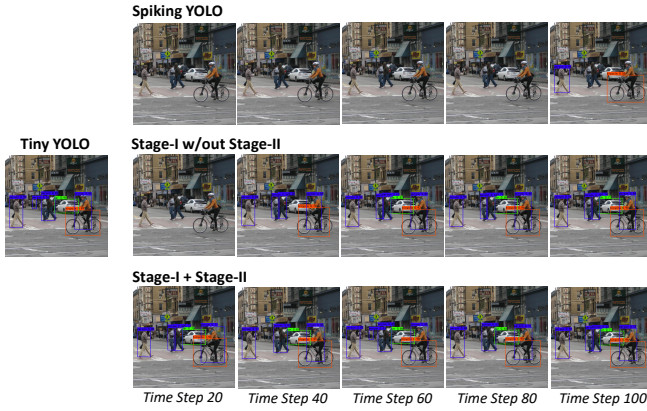 Spiking YOLO
Tiny YOLO
Stage-I w/out Stage-II
Stage-I + Stage-II
Time Step 20
Time Step 40
Time Step 60
Time Step 80
Time Step 100